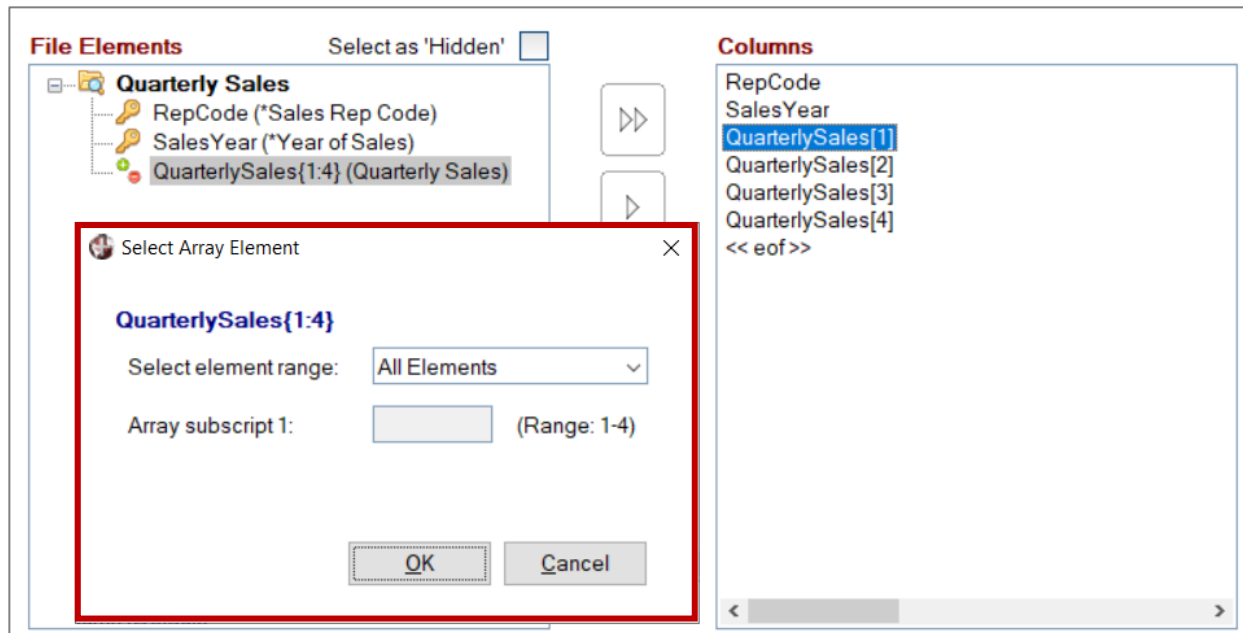 File Elements
Select as 'Hidden'
Quarterly Sales
RepCode (*Sales Rep Code)
SalesYear (*Year of Sales)
QuarterlySales{1:4} (Quarterly Sales)
Select Array Element
QuarterlySales{1:4}
Select element range: All Elements
Array subscript 1: (Range: 1-4)
OK Cancel
Columns
RepCode
SalesYear
QuarterlySales[1]
QuarterlySales[2]
QuarterlySales[3]
QuarterlySales[4]
<< eof >>